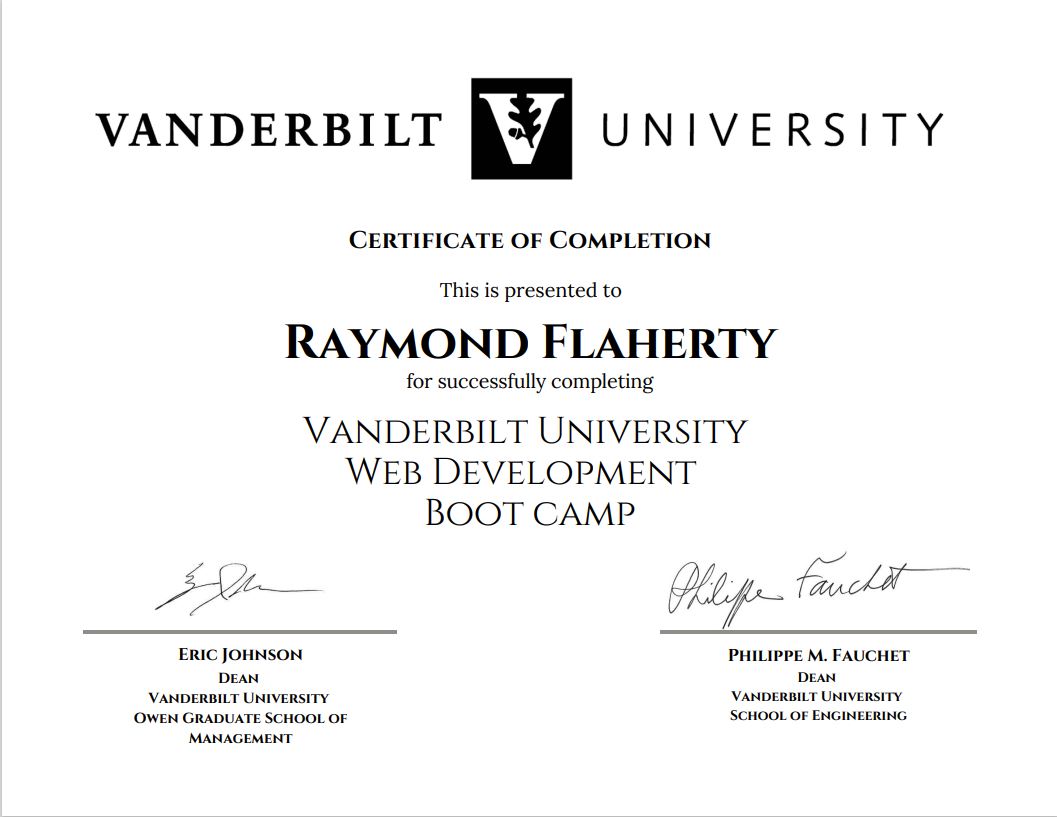 VANDERBILT V UNIVERSITY
CERTIFICATE OF COMPLETION
This is presented to
RAYMOND FLAHERTY
for successfully completing
VANDERBILT UNIVERSITY
WEB DEVELOPMENT
BOOT CAMP
Philippe Fauchet
ERIC JOHNSON
DEAN
VANDERBILT UNIVERSITY
OWEN GRADUATE SCHOOL OF
MANAGEMENT
PHILIPPE M. FAUCHET
DEAN
VANDERBILT UNIVERSITY
SCHOOL OF ENGINEERING